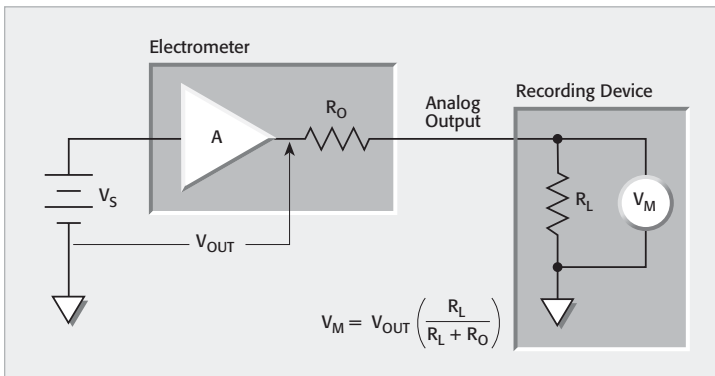 Electrometer
Recording Device
A
R_O
Analog
Output
V_S
V_OUT
R_L
V_M
V_M = V_OUT ( R_L / (R_L + R_O) )